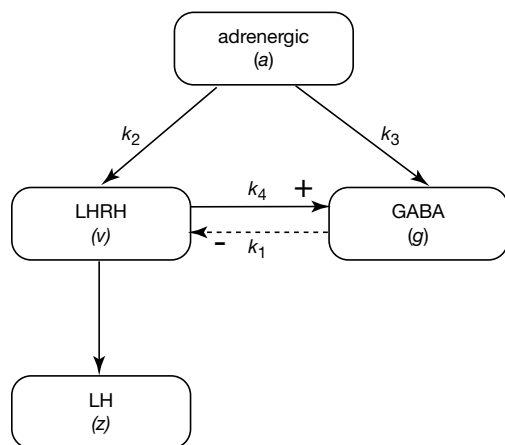 adrenergic
(a)
k2
k3
LHRH
(v)
k4
+
GABA
(g)
-
k1
LH
(z)